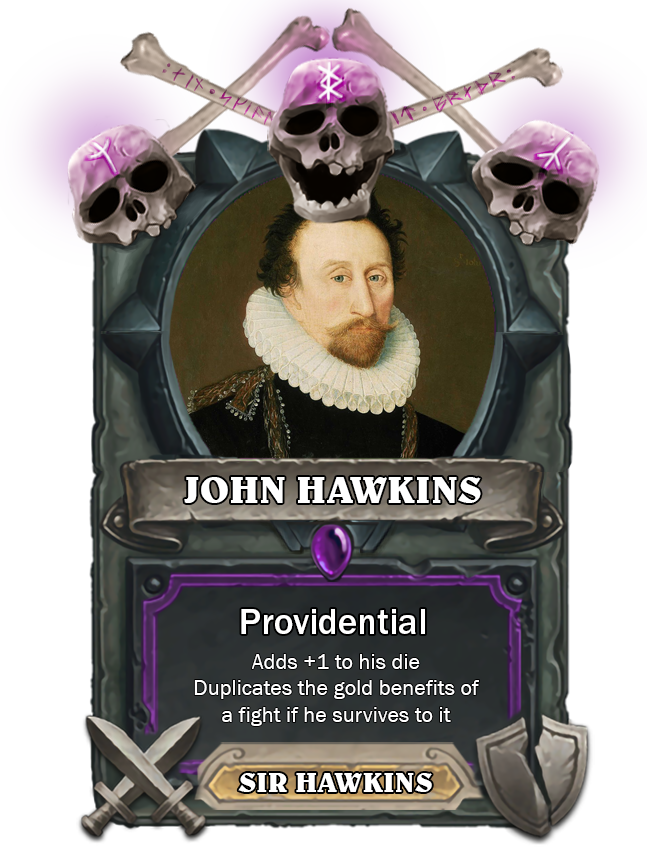 JOHN HAWKINS
Providential
Adds +1 to his die
Duplicates the gold benefits of
a fight if he survives to it
SIR HAWKINS